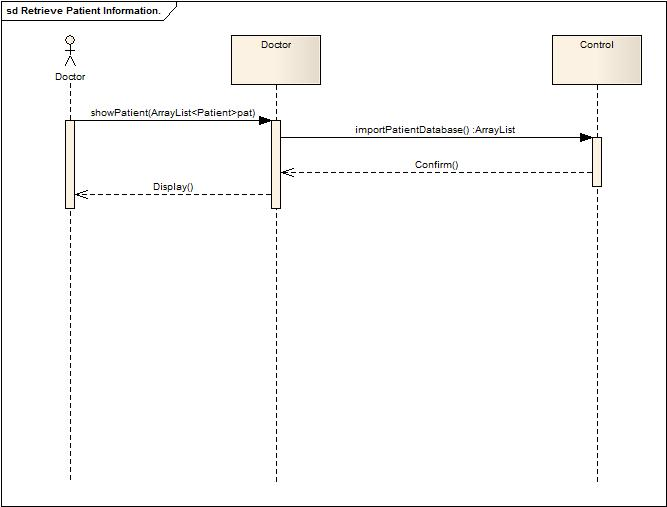 sd Retrieve Patient Information.
Doctor
Doctor
Control
showPatient(ArrayList<Patient>pat)
importPatientDatabase() :ArrayList
Confirm()
Display()